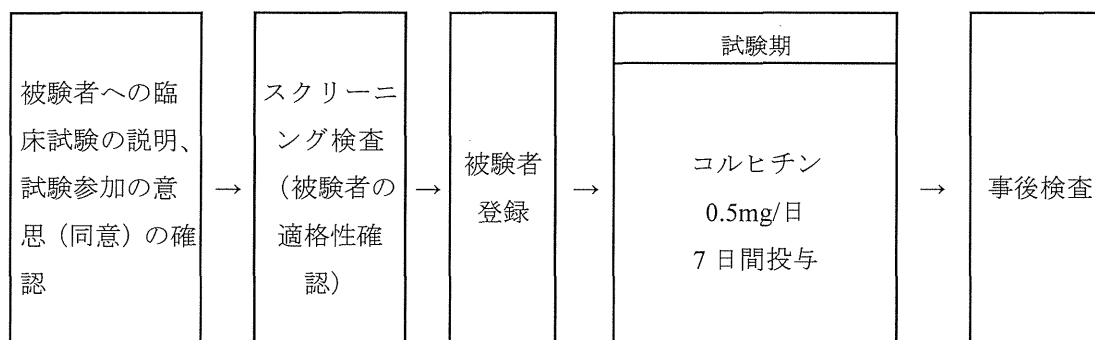 被験者への臨
床試験の説明、
試験参加の意
思（同意）の確
認
→
スクリーニ
ング検査
（被験者の
適格性確
認）
→
被験者
登録
→
試験期
コルヒチン
0.5mg/日
7 日間投与
→
事後検査